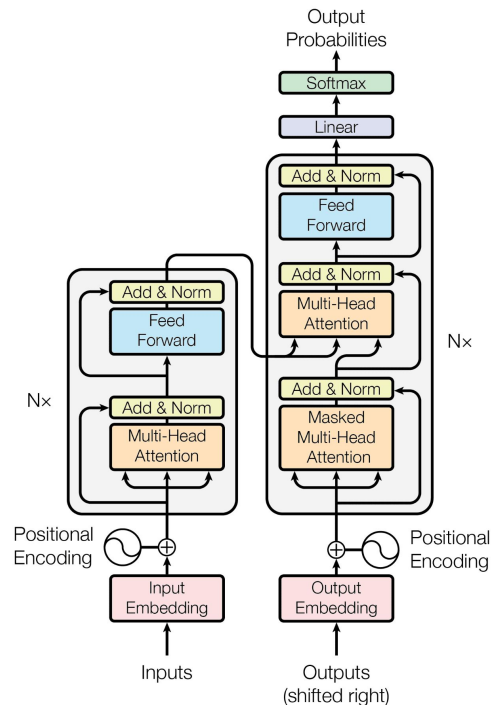 Output
Probabilities
Softmax
Linear
Add & Norm
Feed
Forward
Add & Norm
Multi-Head
Attention
Add & Norm
Masked
Multi-Head
Attention
N×
Positional
Encoding
Output
Embedding
Outputs
(shifted right)
Add & Norm
Feed
Forward
Add & Norm
Multi-Head
Attention
N×
Positional
Encoding
Input
Embedding
Inputs